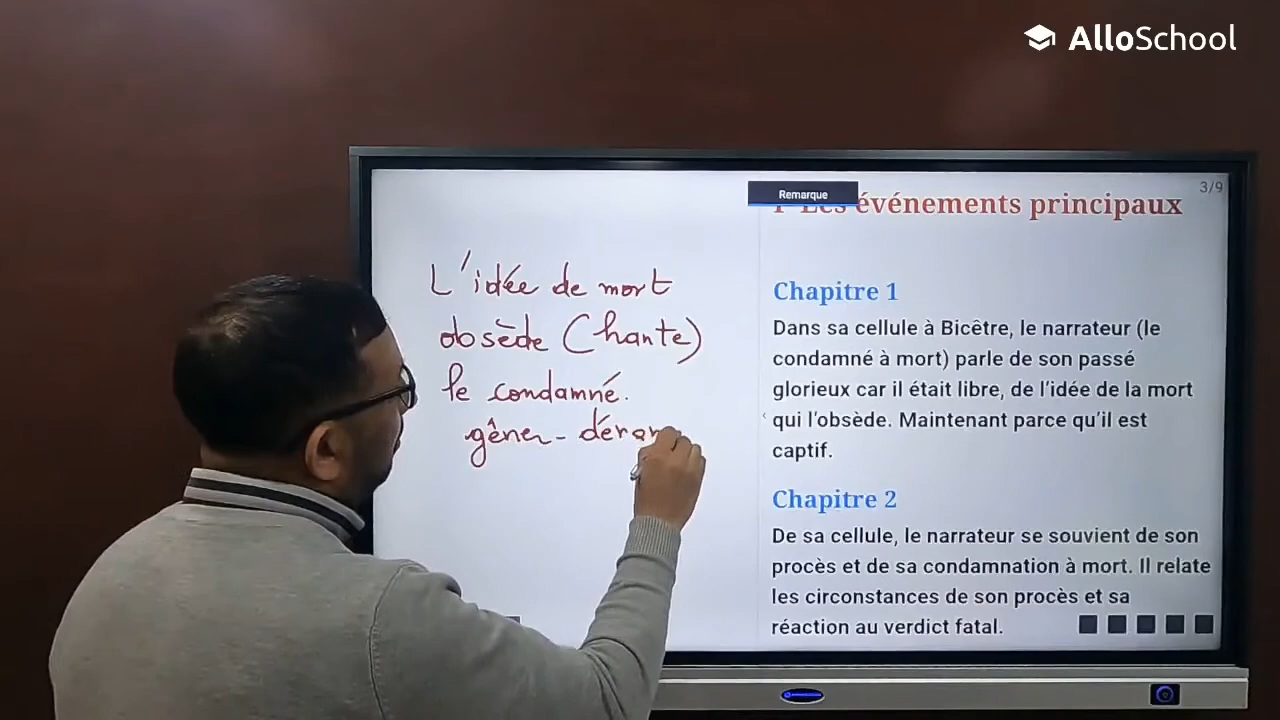 AlloSchool
Remarque
3/9
événements principaux
L'idée de mort
obsède (hante)
le condamné.
gêner - déran
Chapitre 1
Dans sa cellule à Bicêtre, le narrateur (le
condamné à mort) parle de son passé
glorieux car il était libre, de l'idée de la mort
qui l'obsède. Maintenant parce qu'il est
captif.
Chapitre 2
De sa cellule, le narrateur se souvient de son
procès et de sa condamnation à mort. Il relate
les circonstances de son procès et sa
réaction au verdict fatal.